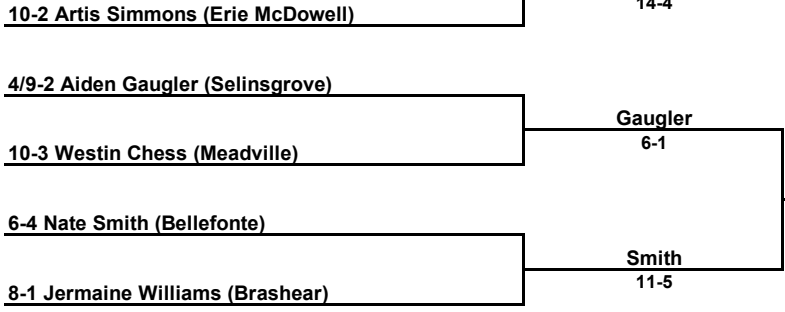 14-4
10-2 Artis Simmons (Erie McDowell)
4/9-2 Aiden Gaugler (Selinsgrove)
Gaugler
6-1
10-3 Westin Chess (Meadville)
6-4 Nate Smith (Bellefonte)
Smith
11-5
8-1 Jermaine Williams (Brashear)